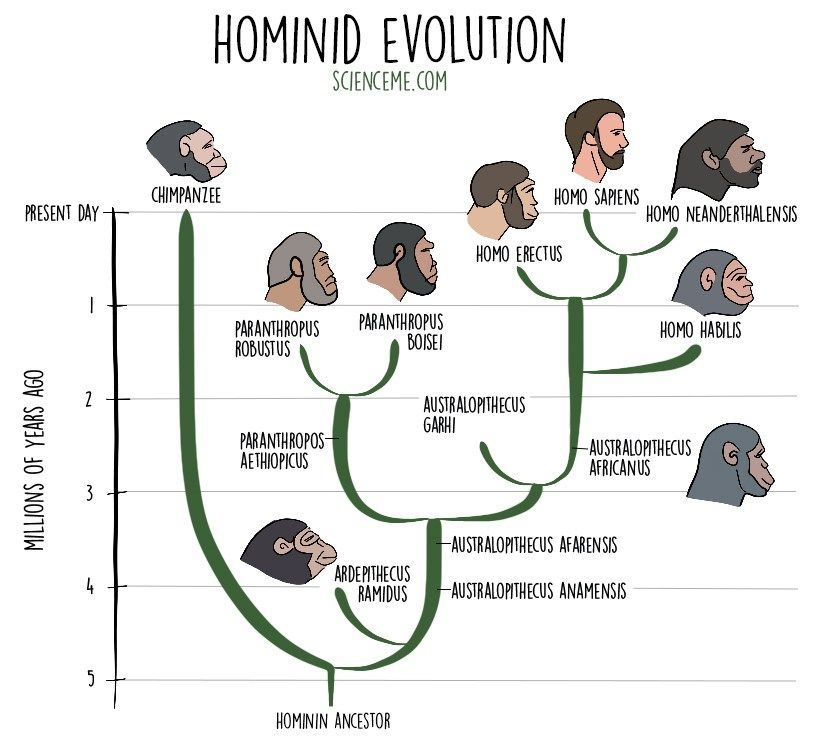 HOMINID EVOLUTION
SCIENCEME.COM
CHIMPANZEE
HOMO SAPIENS
PRESENT DAY
HOMO NEANDERTHALENSIS
HOMO ERECTUS
1
PARANTHROPUS
ROBUSTUS
PARANTHROPUS
BOISEI
HOMO HABILIS
2
AUSTRALOPITHECUS
GARHI
PARANTHROPOS
AETHIOPICUS
AUSTRALOPITHECUS
AFRICANUS
MILLIONS OF YEARS AGO
3
AUSTRALOPITHECUS AFARENSIS
ARDEPITHECUS
RAMIDUS
4
AUSTRALOPITHECUS ANAMENSIS
5
HOMININ ANCESTOR